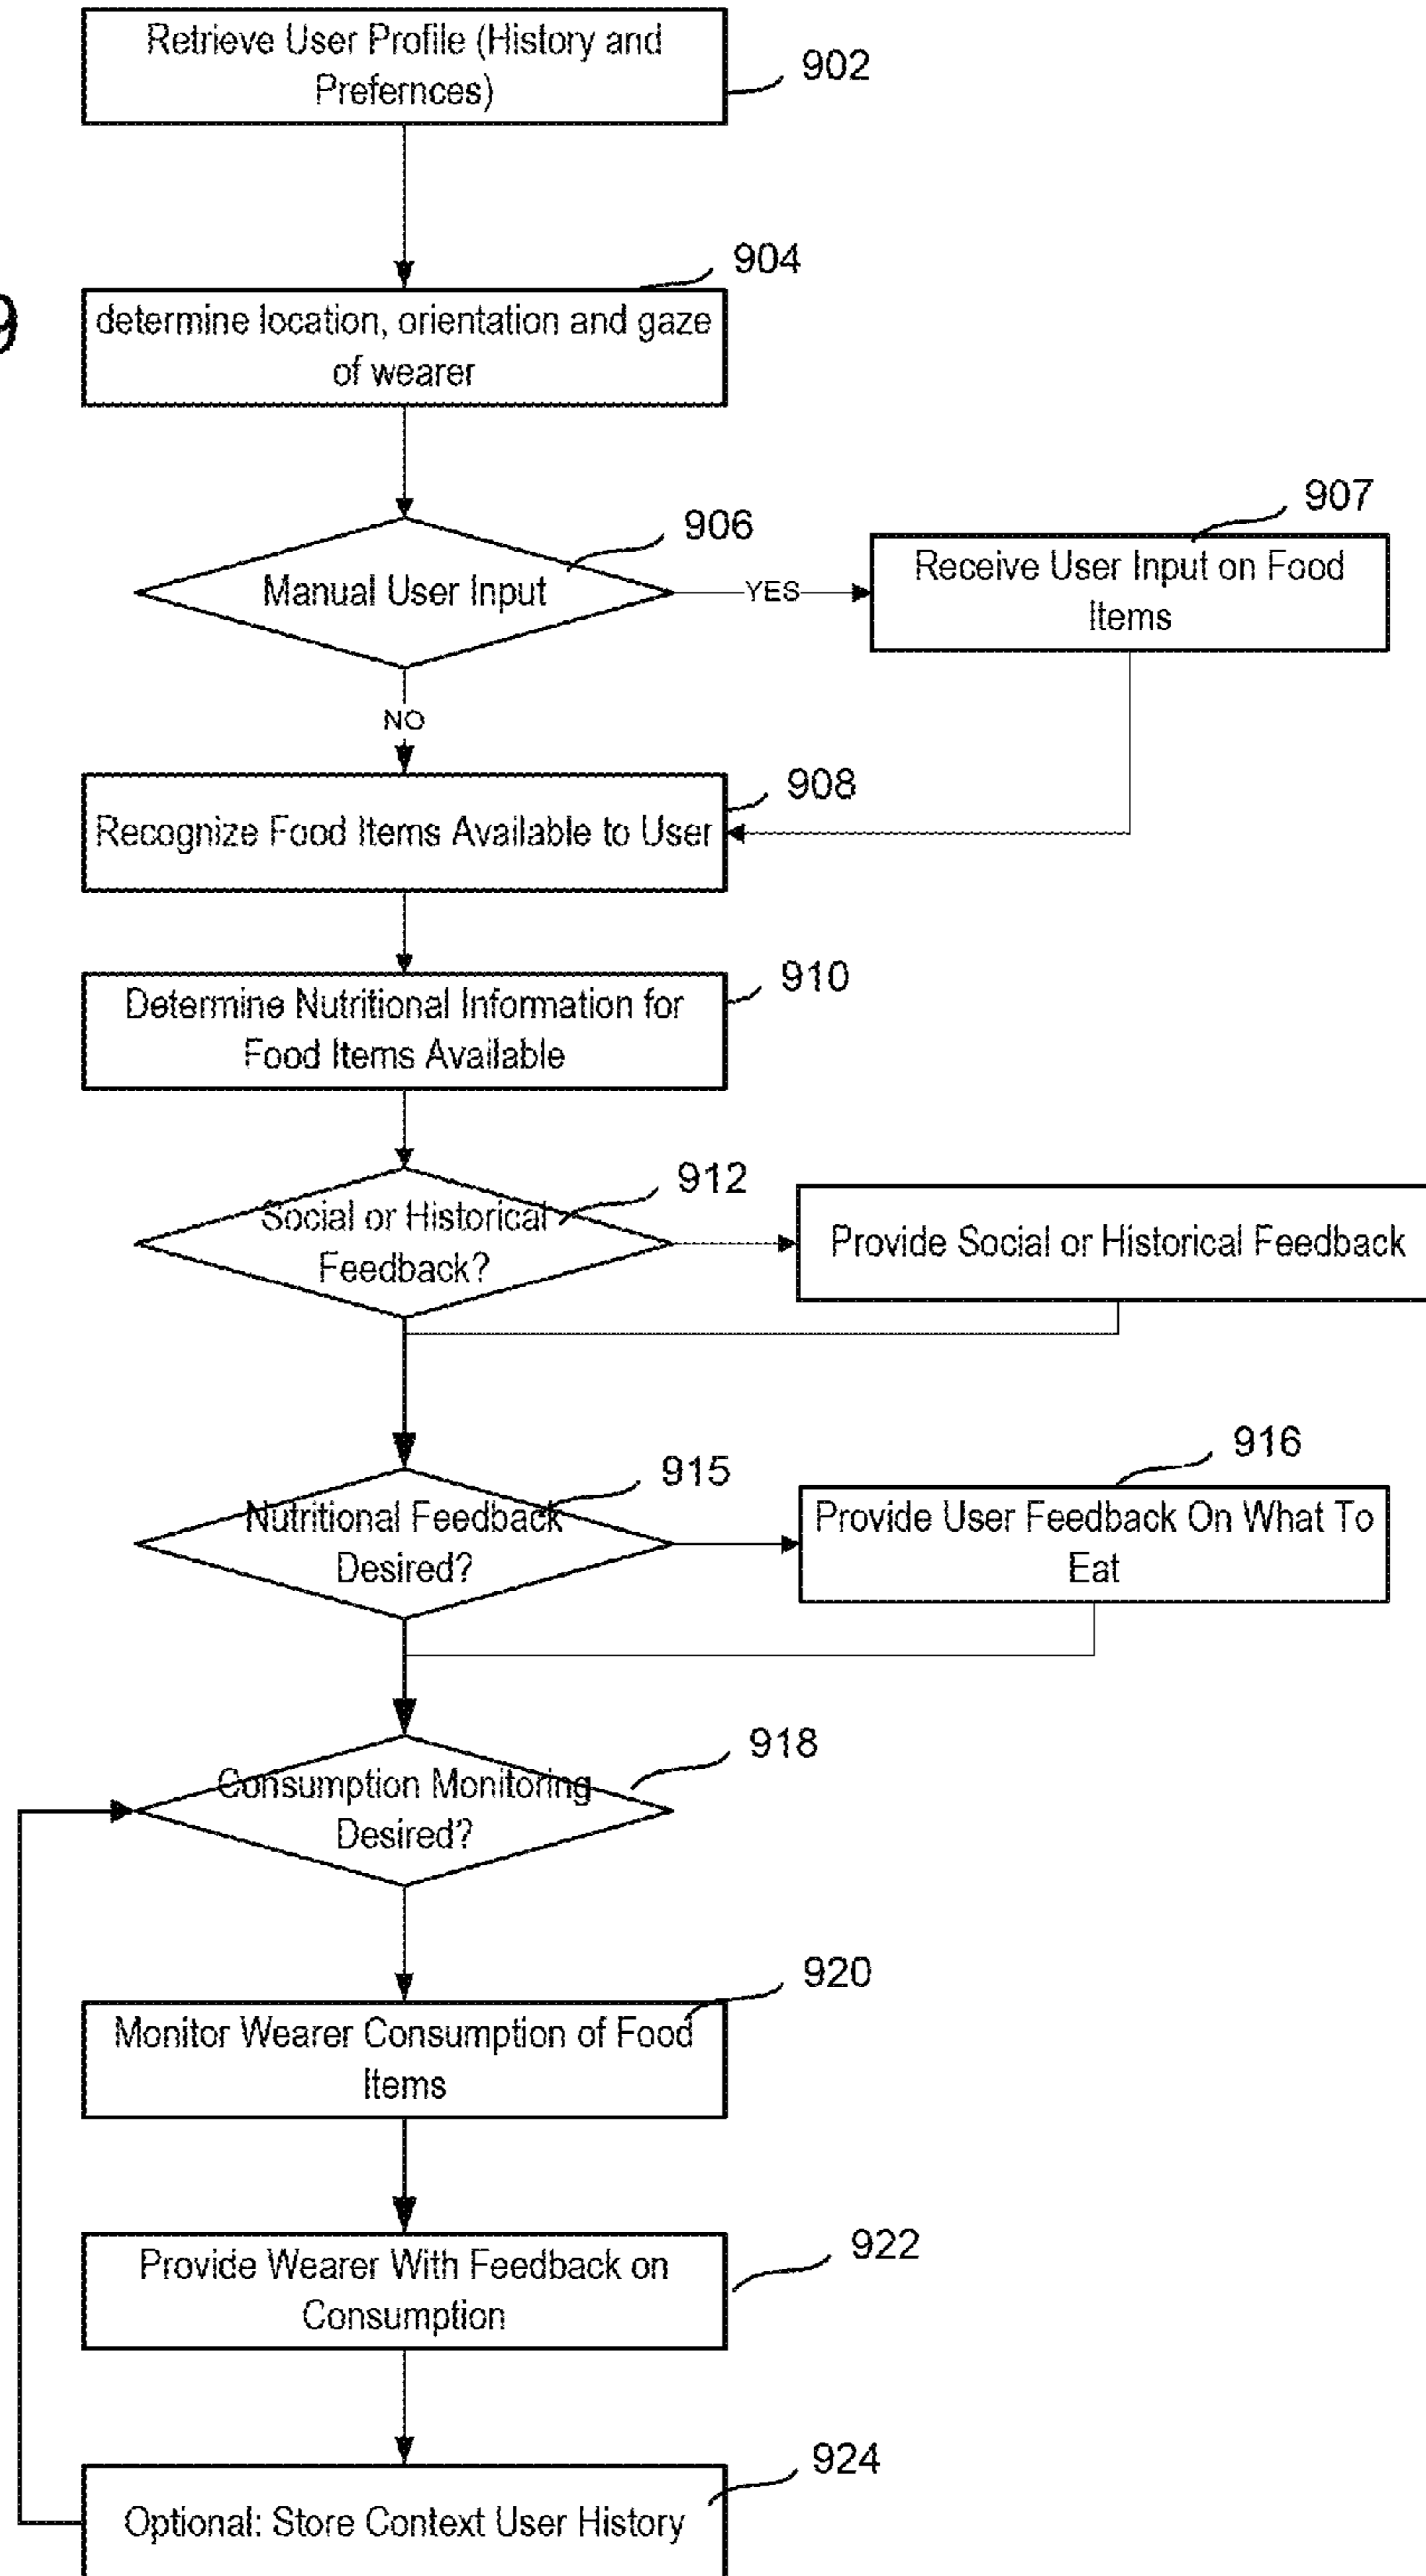 Retrieve User Profile (History and
Prefernces)
902
904
9
determine location, orientation and gaze
of wearer
906
Manual User Input
YES
907
Receive User Input on Food
Items
NO
908
Recognize Food Items Available to User
910
Determine Nutritional Information for
Food Items Available
912
Social or Historical
Feedback?
Provide Social or Historical Feedback
915
Nutritional Feedback
Desired?
916
Provide User Feedback On What To
Eat
918
Consumption Monitoring
Desired?
920
Monitor Wearer Consumption of Food
Items
922
Provide Wearer With Feedback on
Consumption
924
Optional: Store Context User History